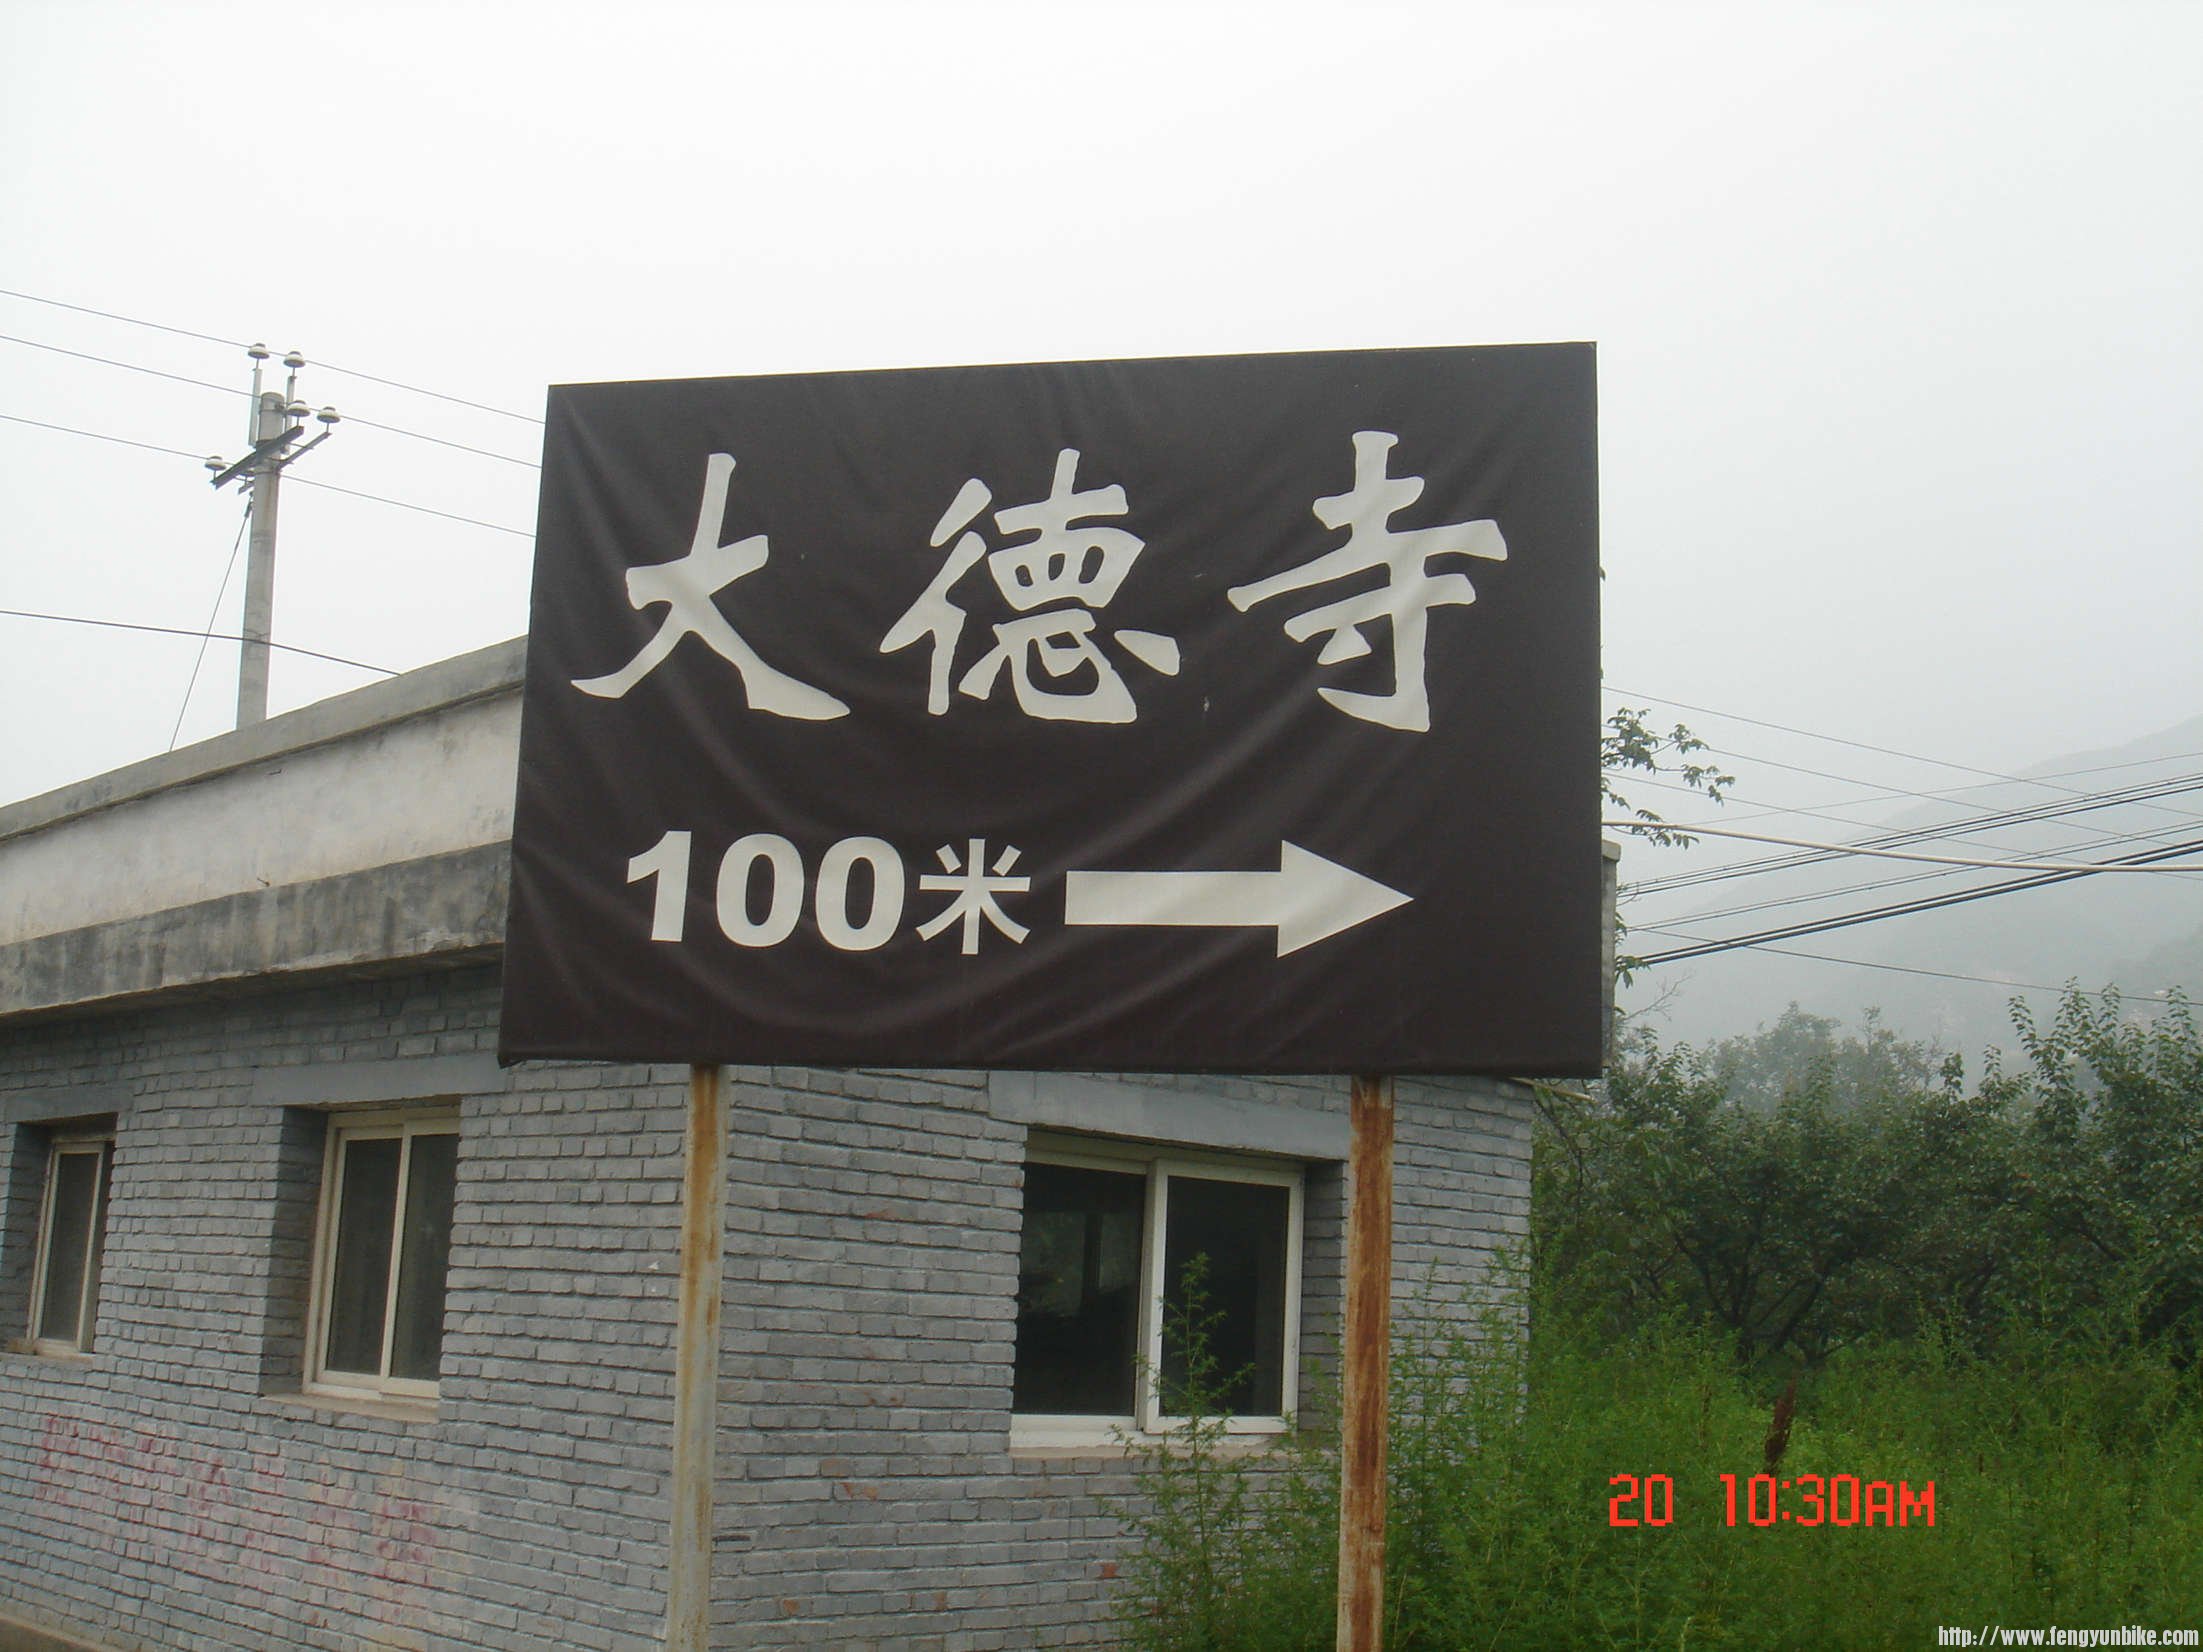 大德寺
100米
20 10:30AM
http://www.fengyunbike.com